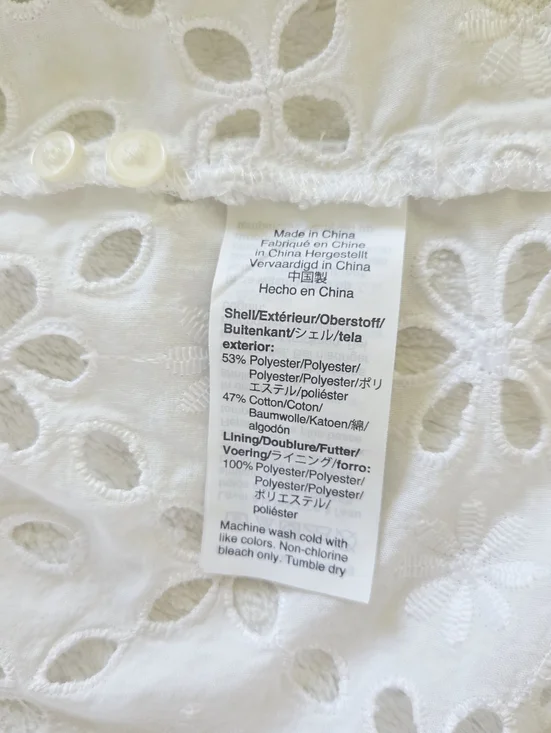 Made in China
Fabriqué en Chine
in China Hergestellt
Vervaardigd in China
中国製
Hecho en China
Shell/Extérieur/Oberstoff/
Buitenkant/シェル/tela
exterior:
53% Polyester/Polyester/
Polyester/Polyester/ポリ
エステル/poliéster
47% Cotton/Coton/
Baumwolle/Katoen/綿/
algodón
Lining/Doublure/Futter/
Voering/ライニング/forro:
100% Polyester/Polyester/
Polyester/Polyester/
ポリエステル/
poliéster
Machine wash cold with
like colors. Non-chlorine
bleach only. Tumble dry